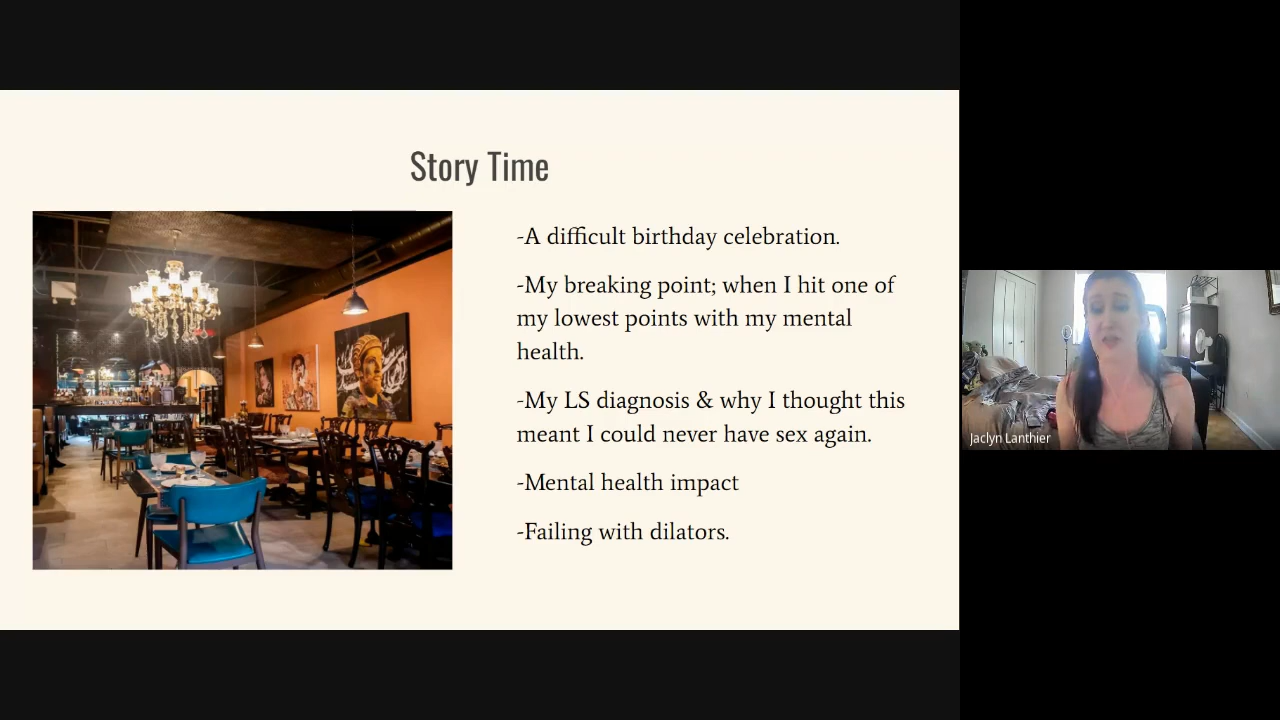 Story Time
-A difficult birthday celebration.
-My breaking point; when I hit one of
my lowest points with my mental
health.
-My LS diagnosis & why I thought this
meant I could never have sex again.
-Mental health impact
-Failing with dilators.
Jaclyn Lanthier